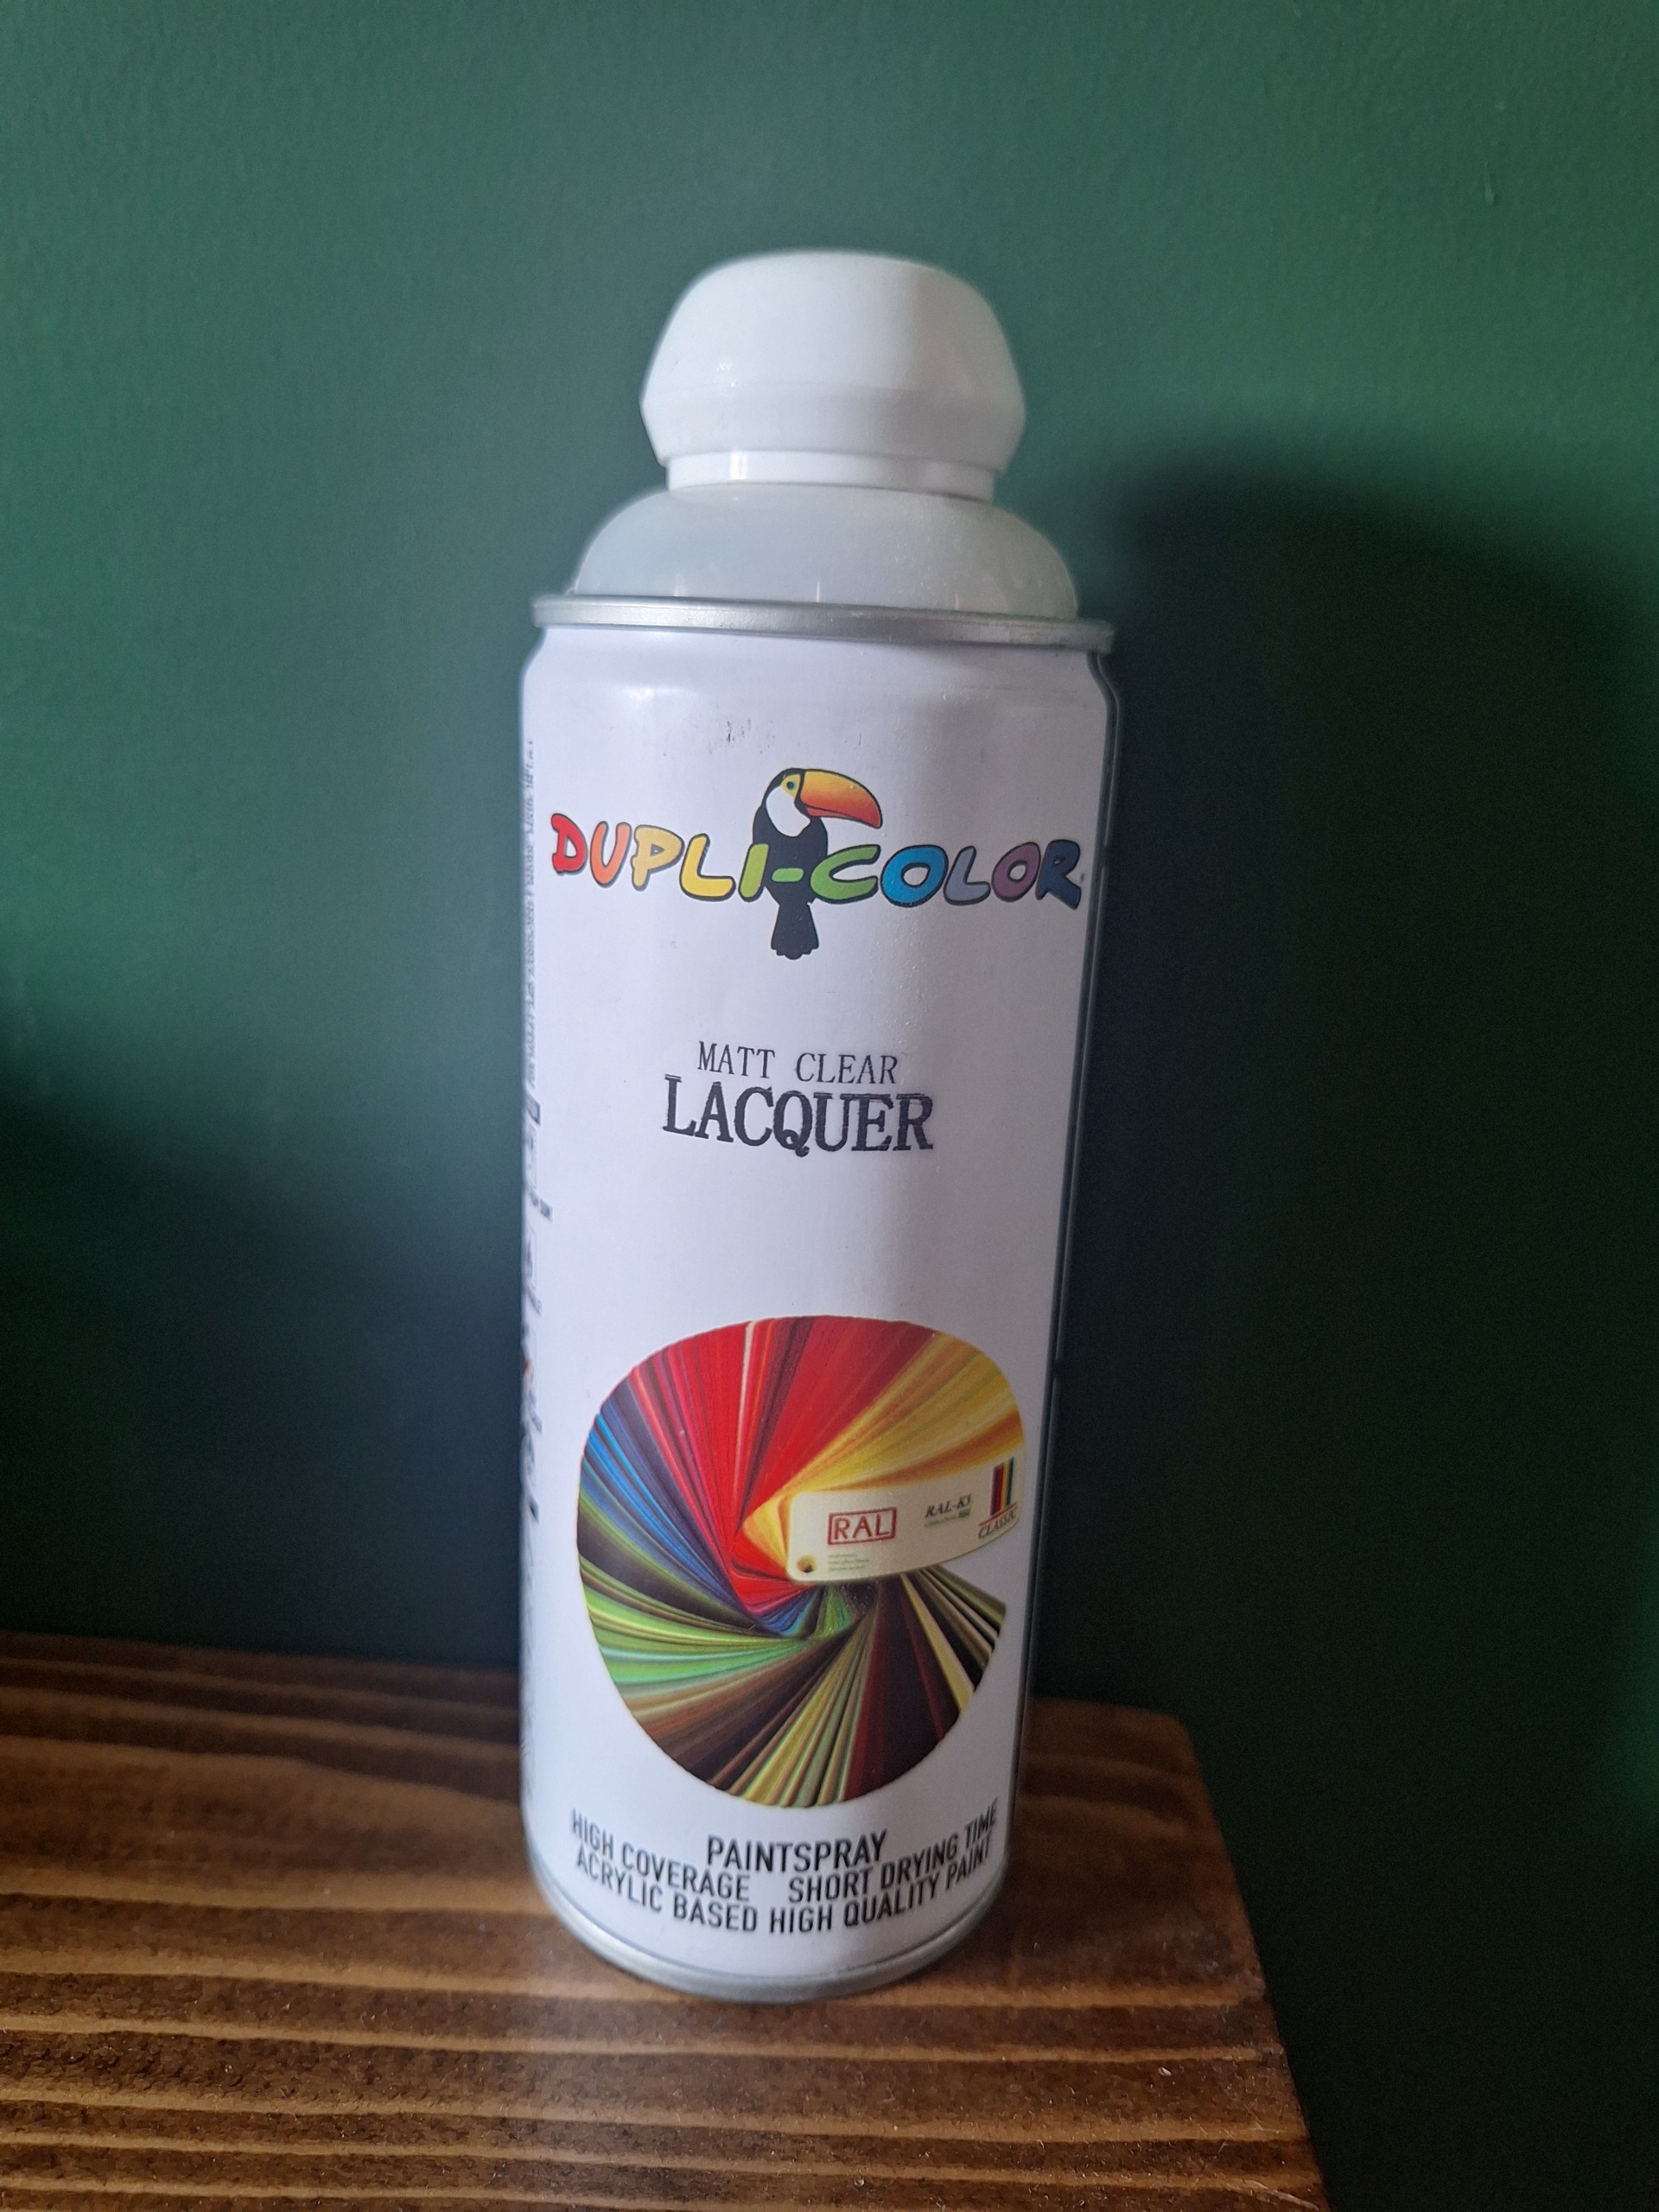 DUPLI-COLOR
MATT CLEAR
LACQUER
RAL
RAL-K5
CLASSIC
PAINTSPRAY
HIGH COVERAGE SHORT DRYING TIME
ACRYLIC BASED HIGH QUALITY PAINT